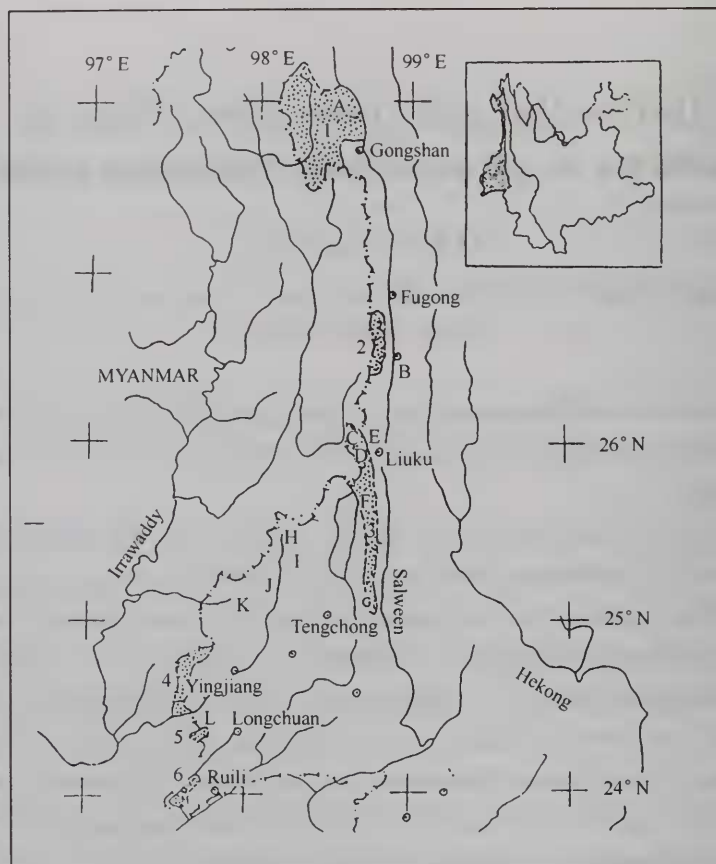 97° E
98° E
99° E
A
1
Gongshan
Fugong
2
B
MYANMAR
C
E
D
Liuku
26° N
F
Irrawaddy
H
I
3
J
Salween
K
G
25° N
Tengchong
4
Yingjiang
Hekong
L
Longchuan
5
6
Ruili
M
24° N